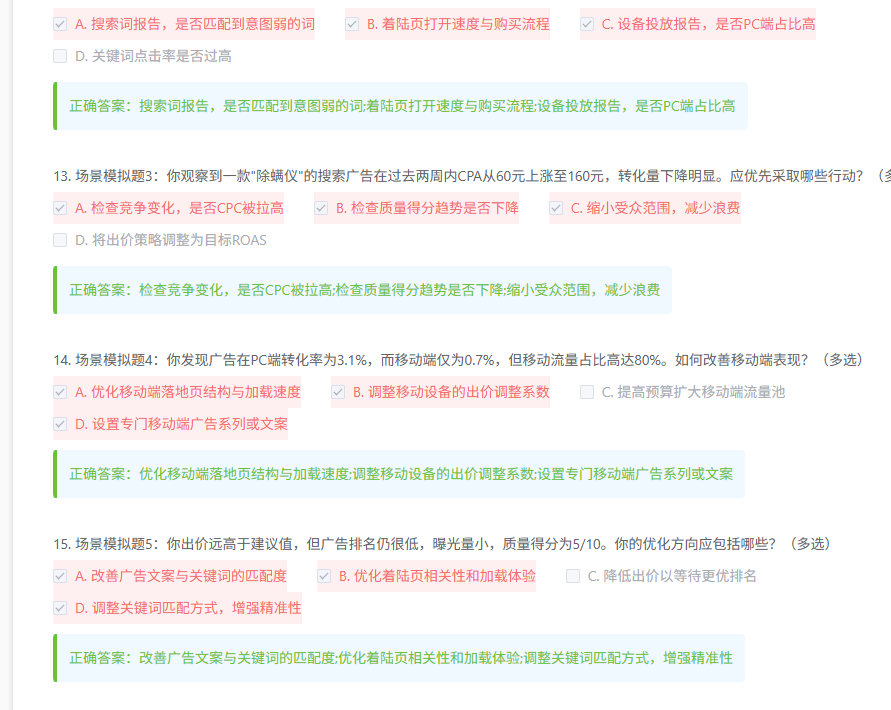 A. 搜索词报告，是否匹配到意图弱的词 B. 着陆页打开速度与购买流程 C. 设备投放报告，是否PC端占比高
D. 关键词点击率是否过高
正确答案：搜索词报告，是否匹配到意图弱的词;着陆页打开速度与购买流程;设备投放报告，是否PC端占比高
13. 场景模拟题3：你观察到一款"除螨仪"的搜索广告在过去两周内CPA从60元上涨至160元，转化量下降明显。应优先采取哪些行动？（
A. 检查竞争变化，是否CPC被拉高 B. 检查质量得分趋势是否下降 C. 缩小受众范围，减少浪费
D. 将出价策略调整为目标ROAS
正确答案：检查竞争变化，是否CPC被拉高;检查质量得分趋势是否下降;缩小受众范围，减少浪费
14. 场景模拟题4：你发现广告在PC端转化率为3.1%，而移动端仅为0.7%，但移动流量占比高达80%。如何改善移动端表现？（多选）
A. 优化移动端落地页结构与加载速度 B. 调整移动设备的出价调整系数 C. 提高预算扩大移动端流量池
D. 设置专门移动端广告系列或文案
正确答案：优化移动端落地页结构与加载速度;调整移动设备的出价调整系数;设置专门移动端广告系列或文案
15. 场景模拟题5：你出价远高于建议值，但广告排名仍很低，曝光量小，质量得分为5/10。你的优化方向应包括哪些？（多选）
A. 改善广告文案与关键词的匹配度 B. 优化着陆页相关性和加载体验 C. 降低出价以等待更优排名
D. 调整关键词匹配方式，增强精准性
正确答案：改善广告文案与关键词的匹配度;优化着陆页相关性和加载体验;调整关键词匹配方式，增强精准性